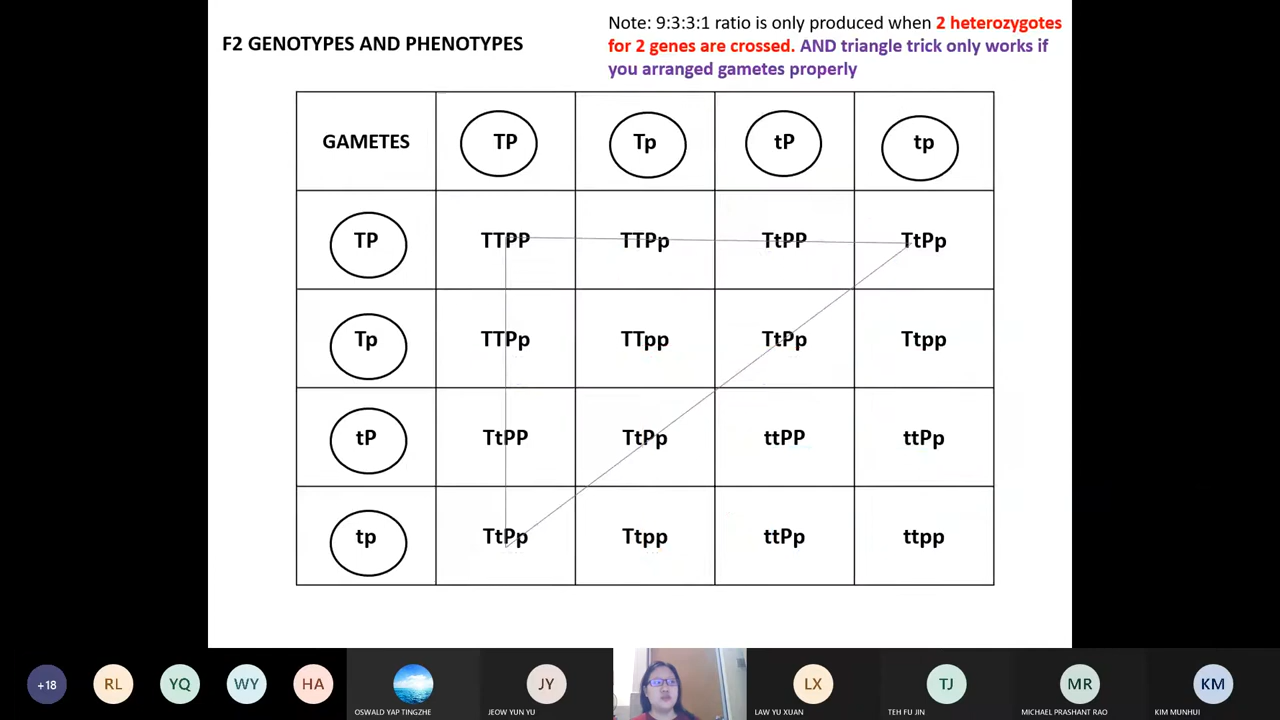 F2 GENOTYPES AND PHENOTYPES
Note: 9:3:3:1 ratio is only produced when 2 heterozygotes
for 2 genes are crossed. AND triangle trick only works if
you arranged gametes properly
GAMETES TP Tp tP tp
TP TTPP TTPp TtPP TtPp
Tp TTPp TTpp TtPp Ttpp
tP TtPP TtPp ttPP ttPp
tp TtPp Ttpp ttPp ttpp
+18 RL YQ WY HA JY LX TJ MR KM
OSWALD YAP TINGZHE JEOW YUN YU LAW YU XUAN TEH FU JIN MICHAEL PRASHANT RAO KIM MUNHUI